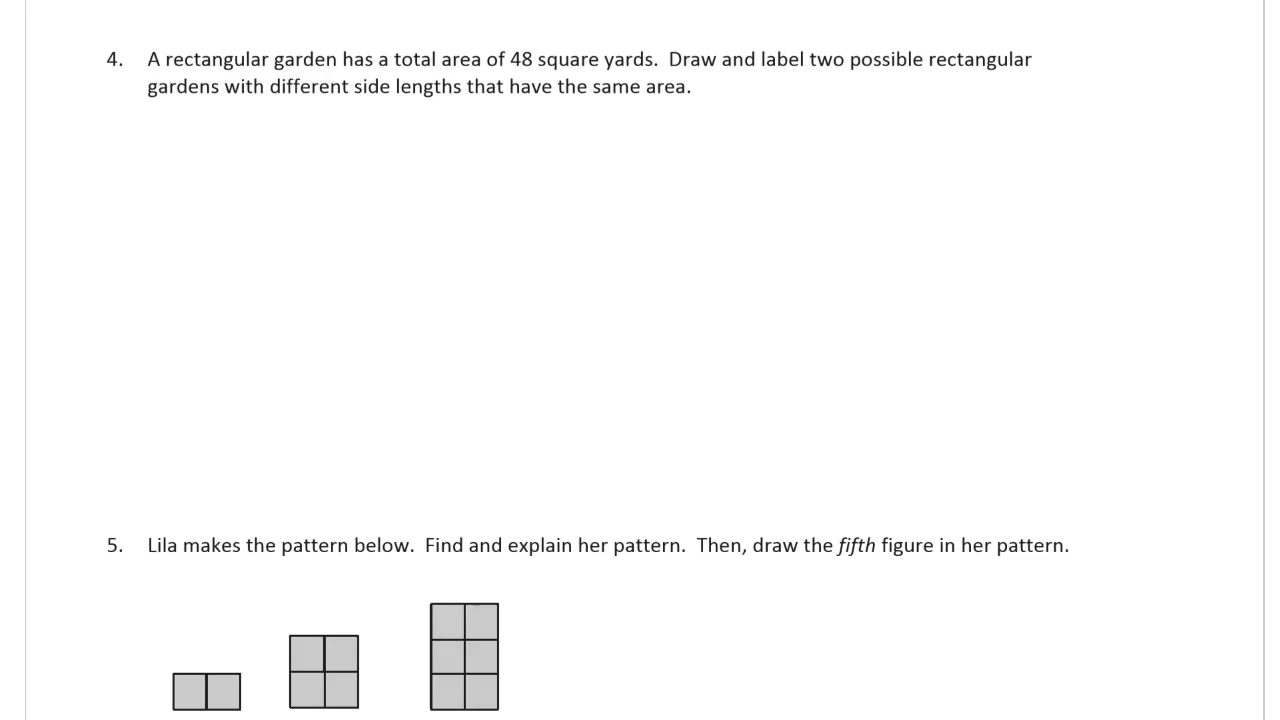 4. A rectangular garden has a total area of 48 square yards. Draw and label two possible rectangular
gardens with different side lengths that have the same area.
5. Lila makes the pattern below. Find and explain her pattern. Then, draw the fifth figure in her pattern.